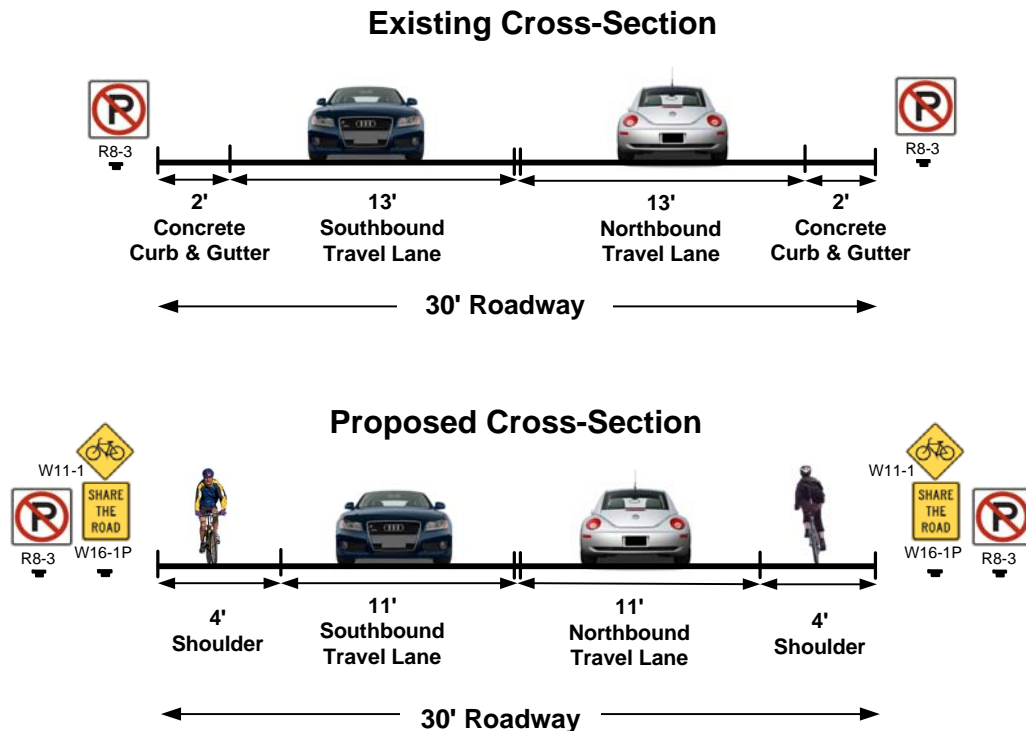 Existing Cross-Section
P
R8-3
P
R8-3
2'
Concrete
Curb & Gutter
13'
Southbound
Travel Lane
13'
Northbound
Travel Lane
2'
Concrete
Curb & Gutter
30' Roadway
Proposed Cross-Section
W11-1
SHARE
THE
ROAD
W16-1P
P
R8-3
W11-1
SHARE
THE
ROAD
W16-1P
P
R8-3
4'
Shoulder
11'
Southbound
Travel Lane
11'
Northbound
Travel Lane
4'
Shoulder
30' Roadway